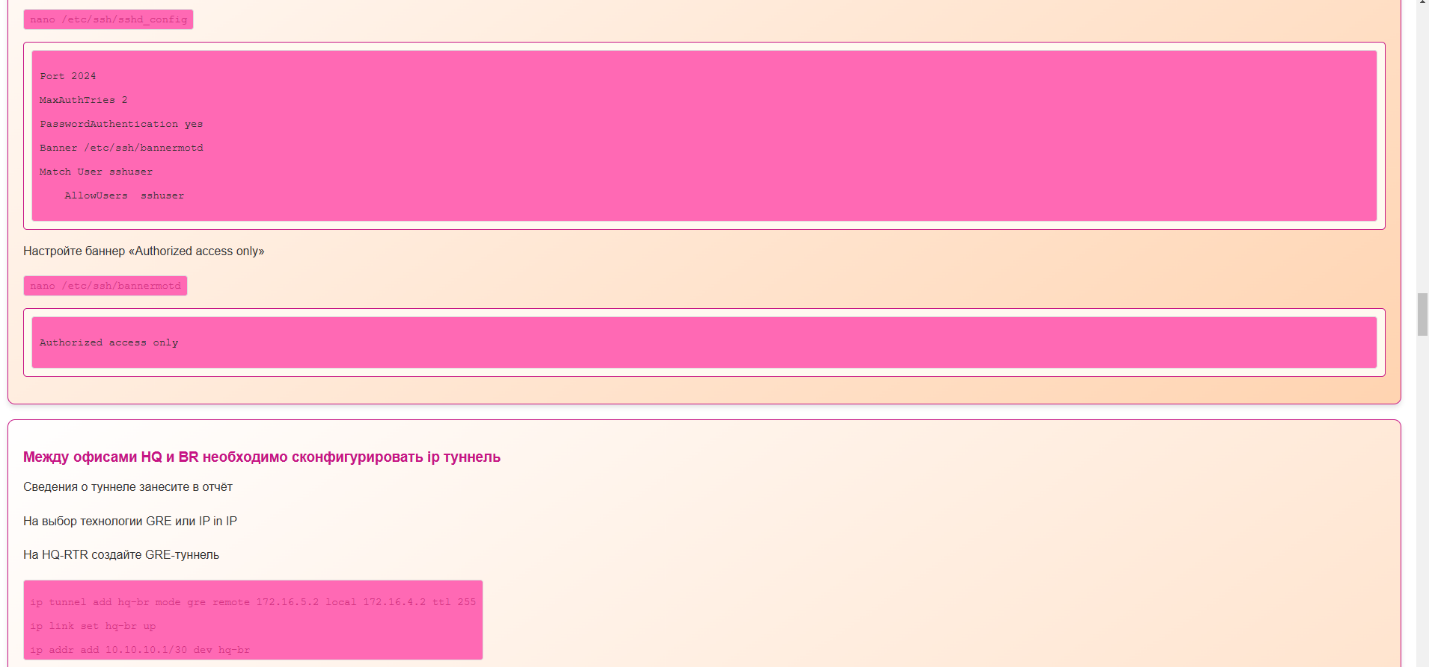 nano /etc/ssh/sshd_config
Port 2024
MaxAuthTries 2
PasswordAuthentication yes
Banner /etc/ssh/bannermotd
Match User sshuser
    AllowUsers  sshuser
Настройте баннер «Authorized access only»
nano /etc/ssh/bannermotd
Authorized access only
Между офисами HQ и BR необходимо сконфигурировать ip туннель
Сведения о туннеле занесите в отчёт
На выбор технологии GRE или IP in IP
На HQ-RTR создайте GRE-туннель
ip tunnel add hq-br mode gre remote 172.16.5.2 local 172.16.4.2 ttl 255
ip link set hq-br up
ip addr add 10.10.10.1/30 dev hq-br